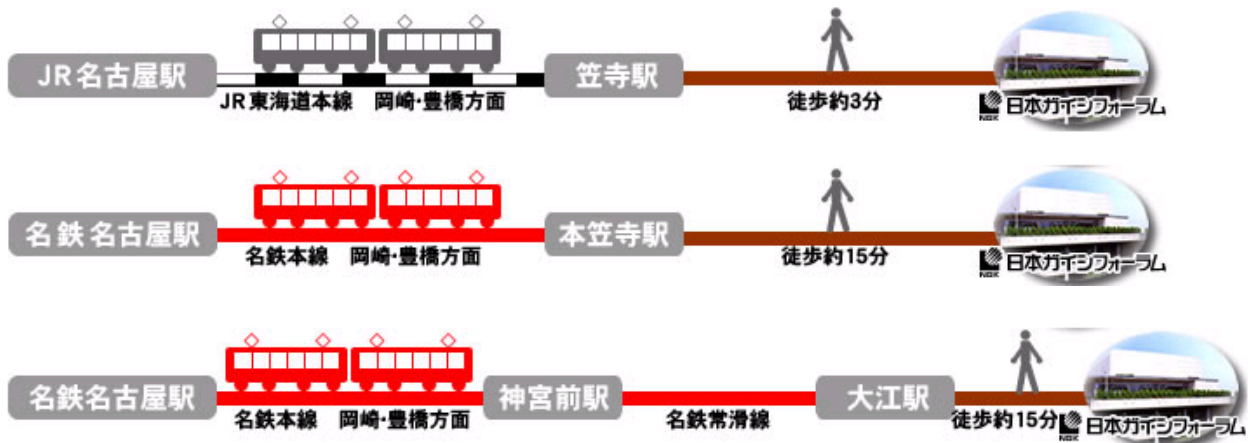 JR名古屋駅
JR東海道本線 岡崎・豊橋方面
笠寺駅
徒歩約3分
NGK 日本ガイシフォーラム
名鉄名古屋駅
名鉄本線 岡崎・豊橋方面
本笠寺駅
徒歩約15分
NGK 日本ガイシフォーラム
名鉄名古屋駅
名鉄本線 岡崎・豊橋方面
神宮前駅
名鉄常滑線
大江駅
徒歩約15分
NGK 日本ガイシフォーラム